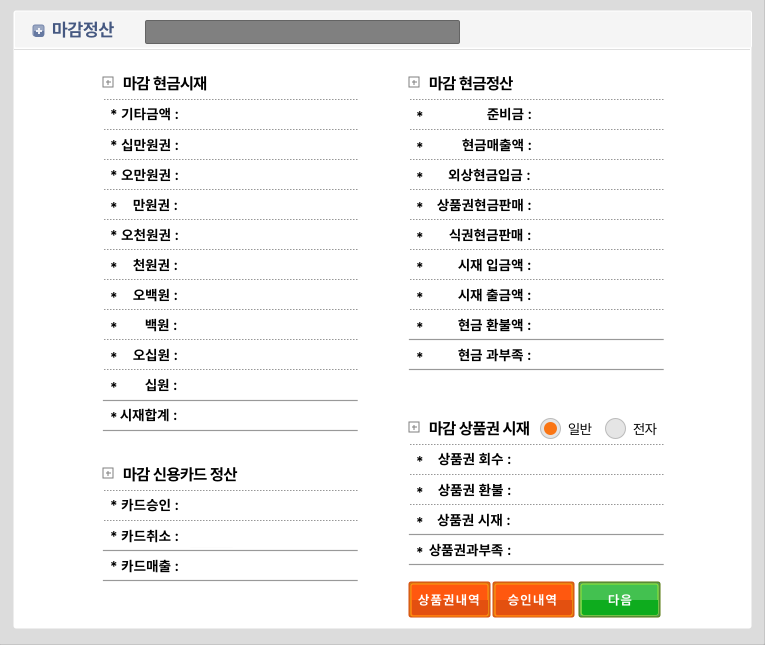 마감정산
마감 현금시재
* 기타금액 :
* 십만원권 :
* 오만원권 :
* 만원권 :
* 오천원권 :
* 천원권 :
* 오백원 :
* 백원 :
* 오십원 :
* 십원 :
* 시재합계 :
마감 신용카드 정산
* 카드승인 :
* 카드취소 :
* 카드매출 :
마감 현금정산
* 준비금 :
* 현금매출액 :
* 외상현금입금 :
* 상품권현금판매 :
* 식권현금판매 :
* 시재 입금액 :
* 시재 출금액 :
* 현금 환불액 :
* 현금 과부족 :
마감 상품권 시재 일반 전자
* 상품권 회수 :
* 상품권 환불 :
* 상품권 시재 :
* 상품권과부족 :
상품권내역 승인내역 다음